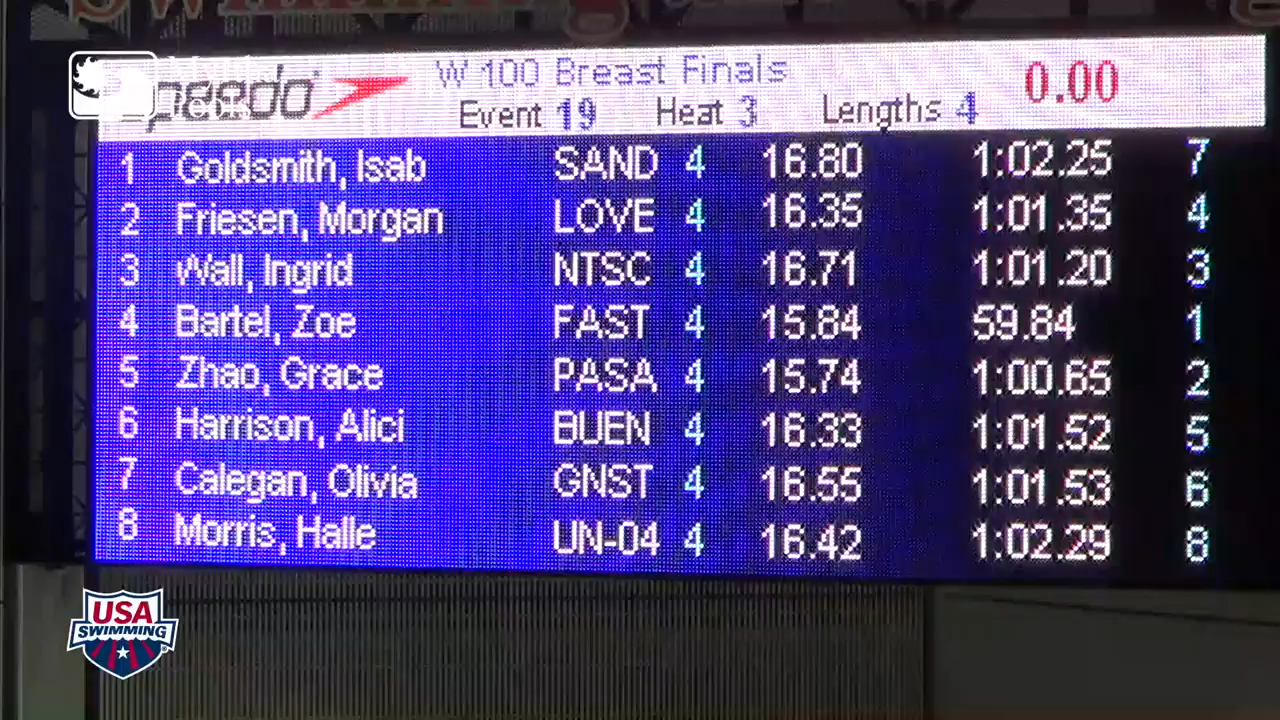 SWIMMING
speedo
W 100 Breast Finals 0.00
Event 19 Heat 3 Lengths 4
1 Goldsmith, Isab SAND 4 16.80 1:02.25 7
2 Friesen, Morgan LOVE 4 16.35 1:01.35 4
3 Wall, Ingrid NTSC 4 16.71 1:01.20 3
4 Bartel, Zoe FAST 4 15.84 59.84 1
5 Zhao, Grace PASA 4 15.74 1:00.65 2
6 Harrison, Alici BUEN 4 16.33 1:01.52 5
7 Calegan, Olivia GNST 4 16.55 1:01.53 6
8 Morris, Halle UN-04 4 16.42 1:02.29 8
USA
SWIMMING